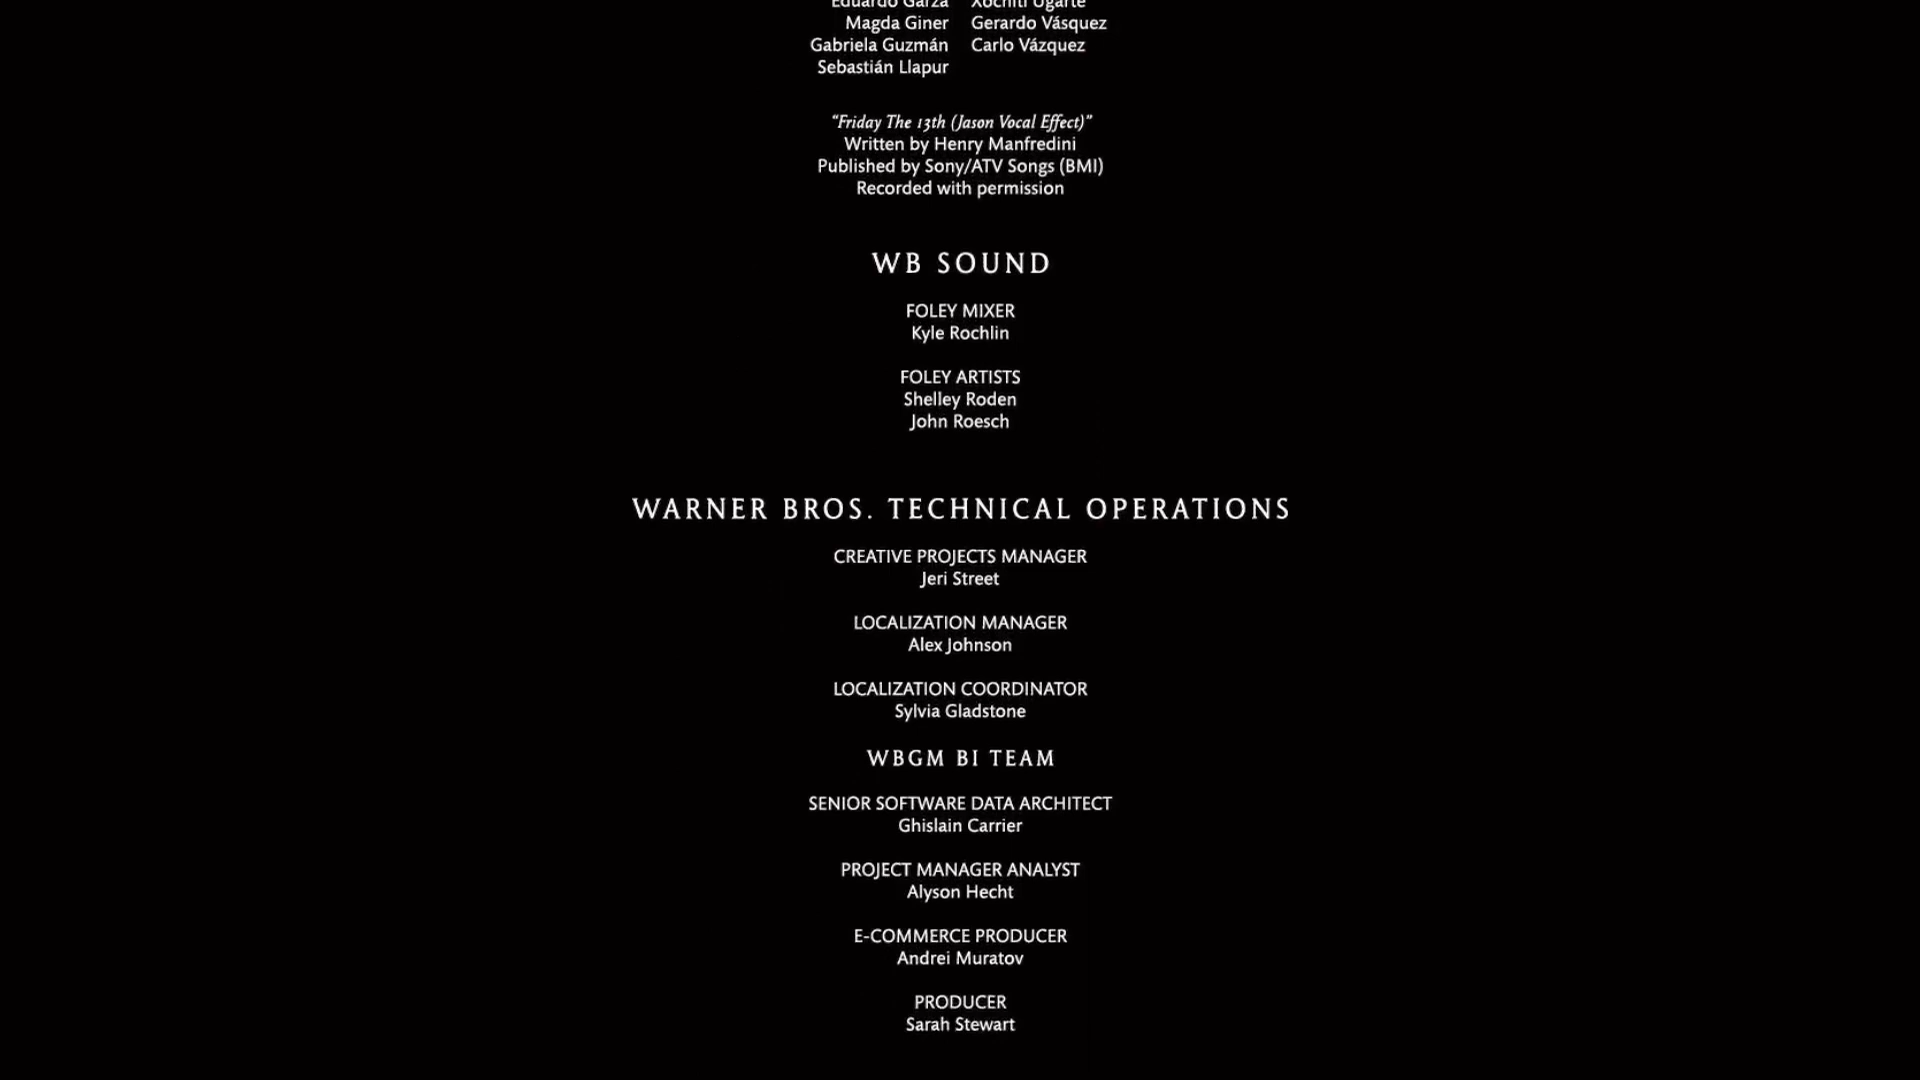 Eduardo Garza Xóchitl Ugarte
Magda Giner Gerardo Vásquez
Gabriela Guzmán Carlo Vázquez
Sebastián Llapur
“Friday The 13th (Jason Vocal Effect)”
Written by Henry Manfredini
Published by Sony/ATV Songs (BMI)
Recorded with permission
WB SOUND
FOLEY MIXER
Kyle Rochlin
FOLEY ARTISTS
Shelley Roden
John Roesch
WARNER BROS. TECHNICAL OPERATIONS
CREATIVE PROJECTS MANAGER
Jeri Street
LOCALIZATION MANAGER
Alex Johnson
LOCALIZATION COORDINATOR
Sylvia Gladstone
WBGM BI TEAM
SENIOR SOFTWARE DATA ARCHITECT
Ghislain Carrier
PROJECT MANAGER ANALYST
Alyson Hecht
E-COMMERCE PRODUCER
Andrei Muratov
PRODUCER
Sarah Stewart